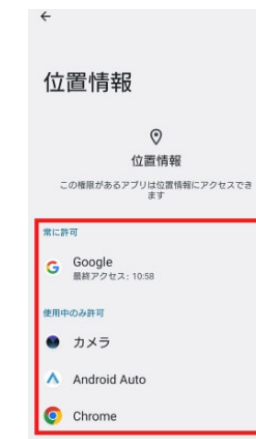 位置情報
位置情報
この権限があるアプリは位置情報にアクセスでき
ます
常に許可
Google
最終アクセス: 10:58
使用中のみ許可
カメラ
Android Auto
Chrome